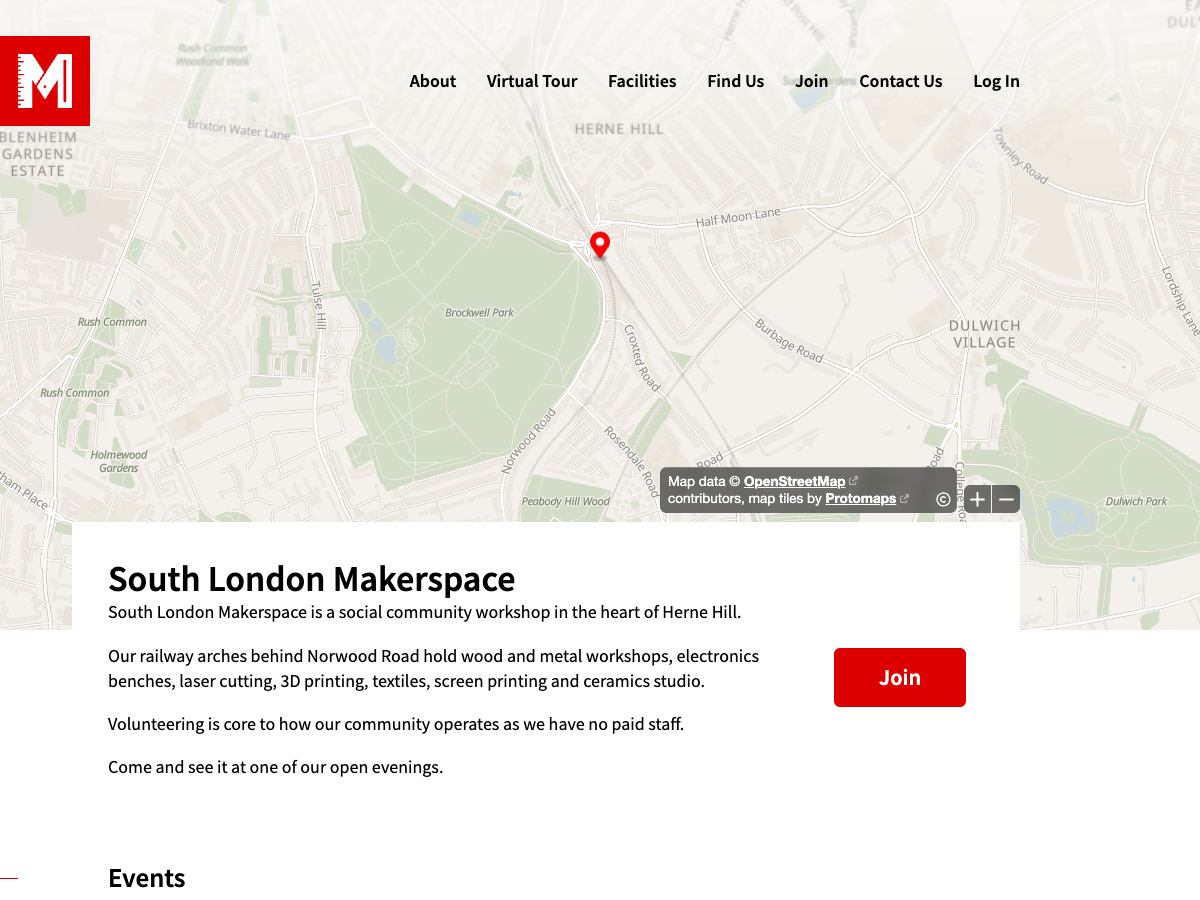 Rush Common
Woodland Walk
M
About
Virtual Tour
Facilities
Find Us
Join
Contact Us
Log In
BLENHEIM
GARDENS
ESTATE
Brixton Water Lane
HERNE HILL
Townley Road
Half Moon Lane
Lordship Lane
Tulse Hill
Brockwell Park
Rush Common
Croxted Road
Burbage Road
DULWICH
VILLAGE
Rush Common
Norwood Road
Rosendale Road
Holmewood
Gardens
Road
Road
Peabody Hill Wood
Dulwich Park
Map data © OpenStreetMap
contributors, map tiles by Protomaps
©
+
−
South London Makerspace
South London Makerspace is a social community workshop in the heart of Herne Hill.
Our railway arches behind Norwood Road hold wood and metal workshops, electronics
benches, laser cutting, 3D printing, textiles, screen printing and ceramics studio.
Join
Volunteering is core to how our community operates as we have no paid staff.
Come and see it at one of our open evenings.
Events